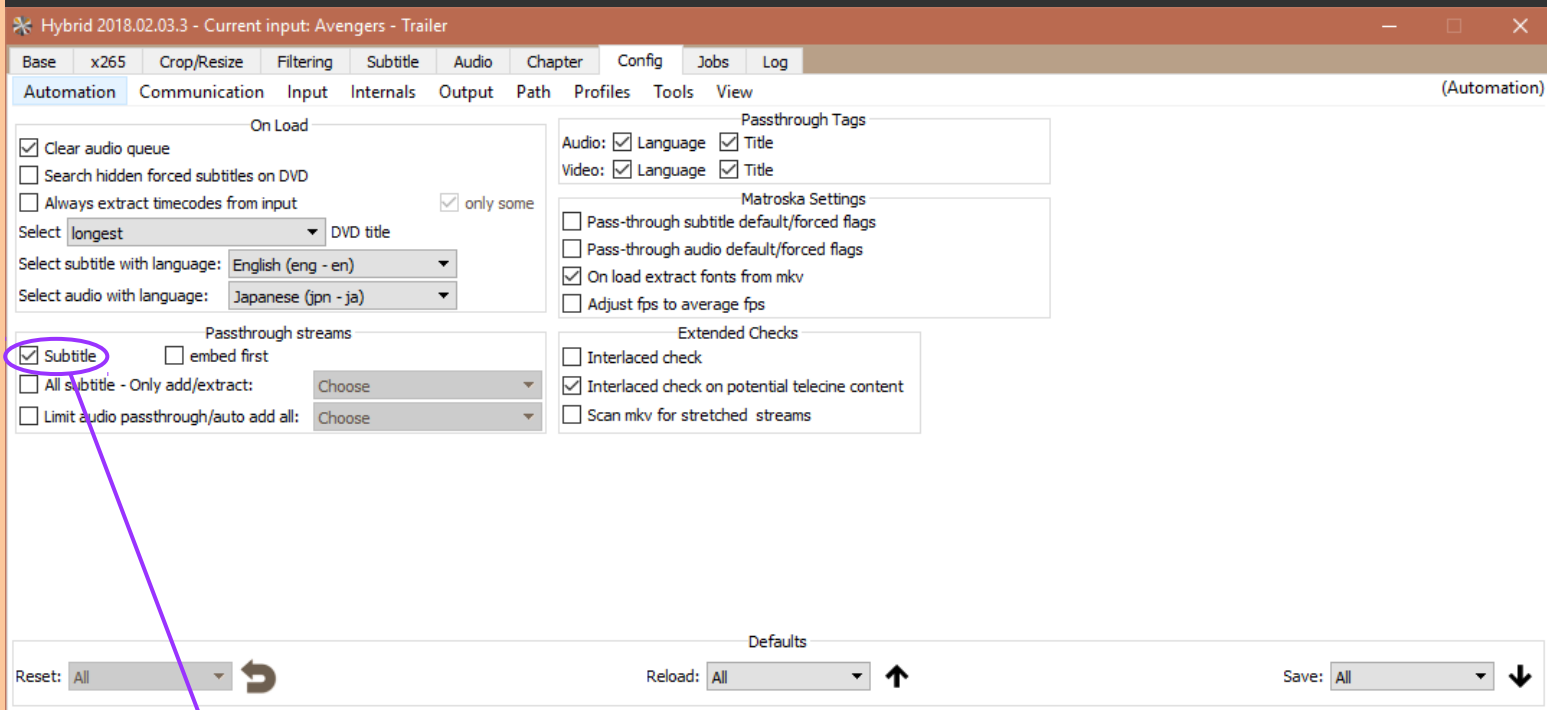 Hybrid 2018.02.03.3 - Current input: Avengers - Trailer
Base x265 Crop/Resize Filtering Subtitle Audio Chapter Config Jobs Log
Automation Communication Input Internals Output Path Profiles Tools View (Automation)
On Load
Clear audio queue
Search hidden forced subtitles on DVD
Always extract timecodes from input only some
Select longest DVD title
Select subtitle with language: English (eng - en)
Select audio with language: Japanese (jpn - ja)
Passthrough Tags
Audio: Language Title
Video: Language Title
Matroska Settings
Pass-through subtitle default/forced flags
Pass-through audio default/forced flags
On load extract fonts from mkv
Adjust fps to average fps
Passthrough streams
Subtitle embed first
All subtitle - Only add/extract: Choose
Limit audio passthrough/auto add all: Choose
Extended Checks
Interlaced check
Interlaced check on potential telecine content
Scan mkv for stretched streams
Defaults
Reset: All Reload: All Save: All